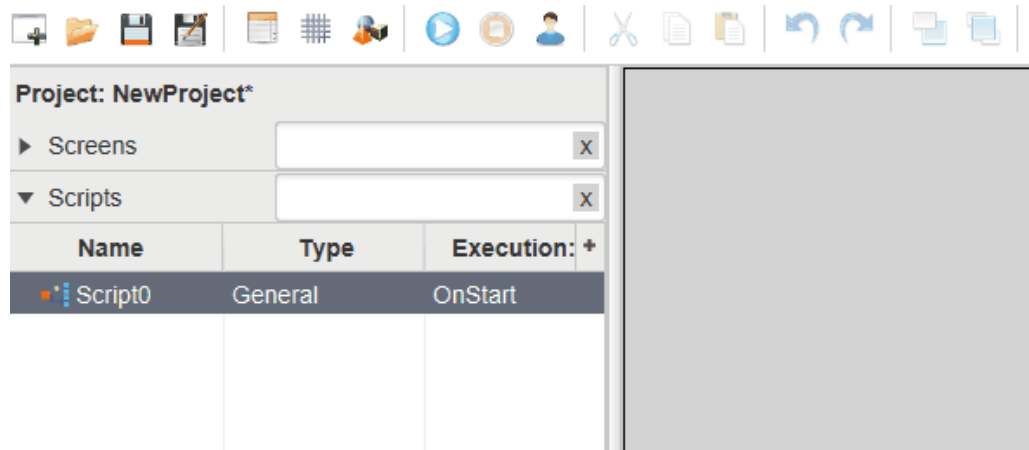 Project: NewProject*
Screens x
Scripts x
Name Type Execution: +
Script0 General OnStart